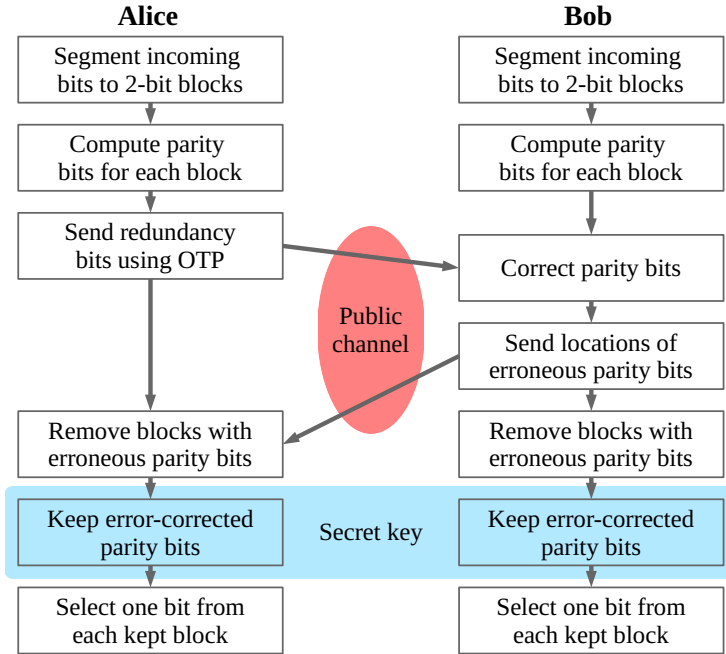 Alice
Segment incoming
bits to 2-bit blocks
Compute parity
bits for each block
Send redundancy
bits using OTP
Remove blocks with
erroneous parity bits
Keep error-corrected
parity bits
Select one bit from
each kept block
Public
channel
Secret key
Bob
Segment incoming
bits to 2-bit blocks
Compute parity
bits for each block
Correct parity bits
Send locations of
erroneous parity bits
Remove blocks with
erroneous parity bits
Keep error-corrected
parity bits
Select one bit from
each kept block